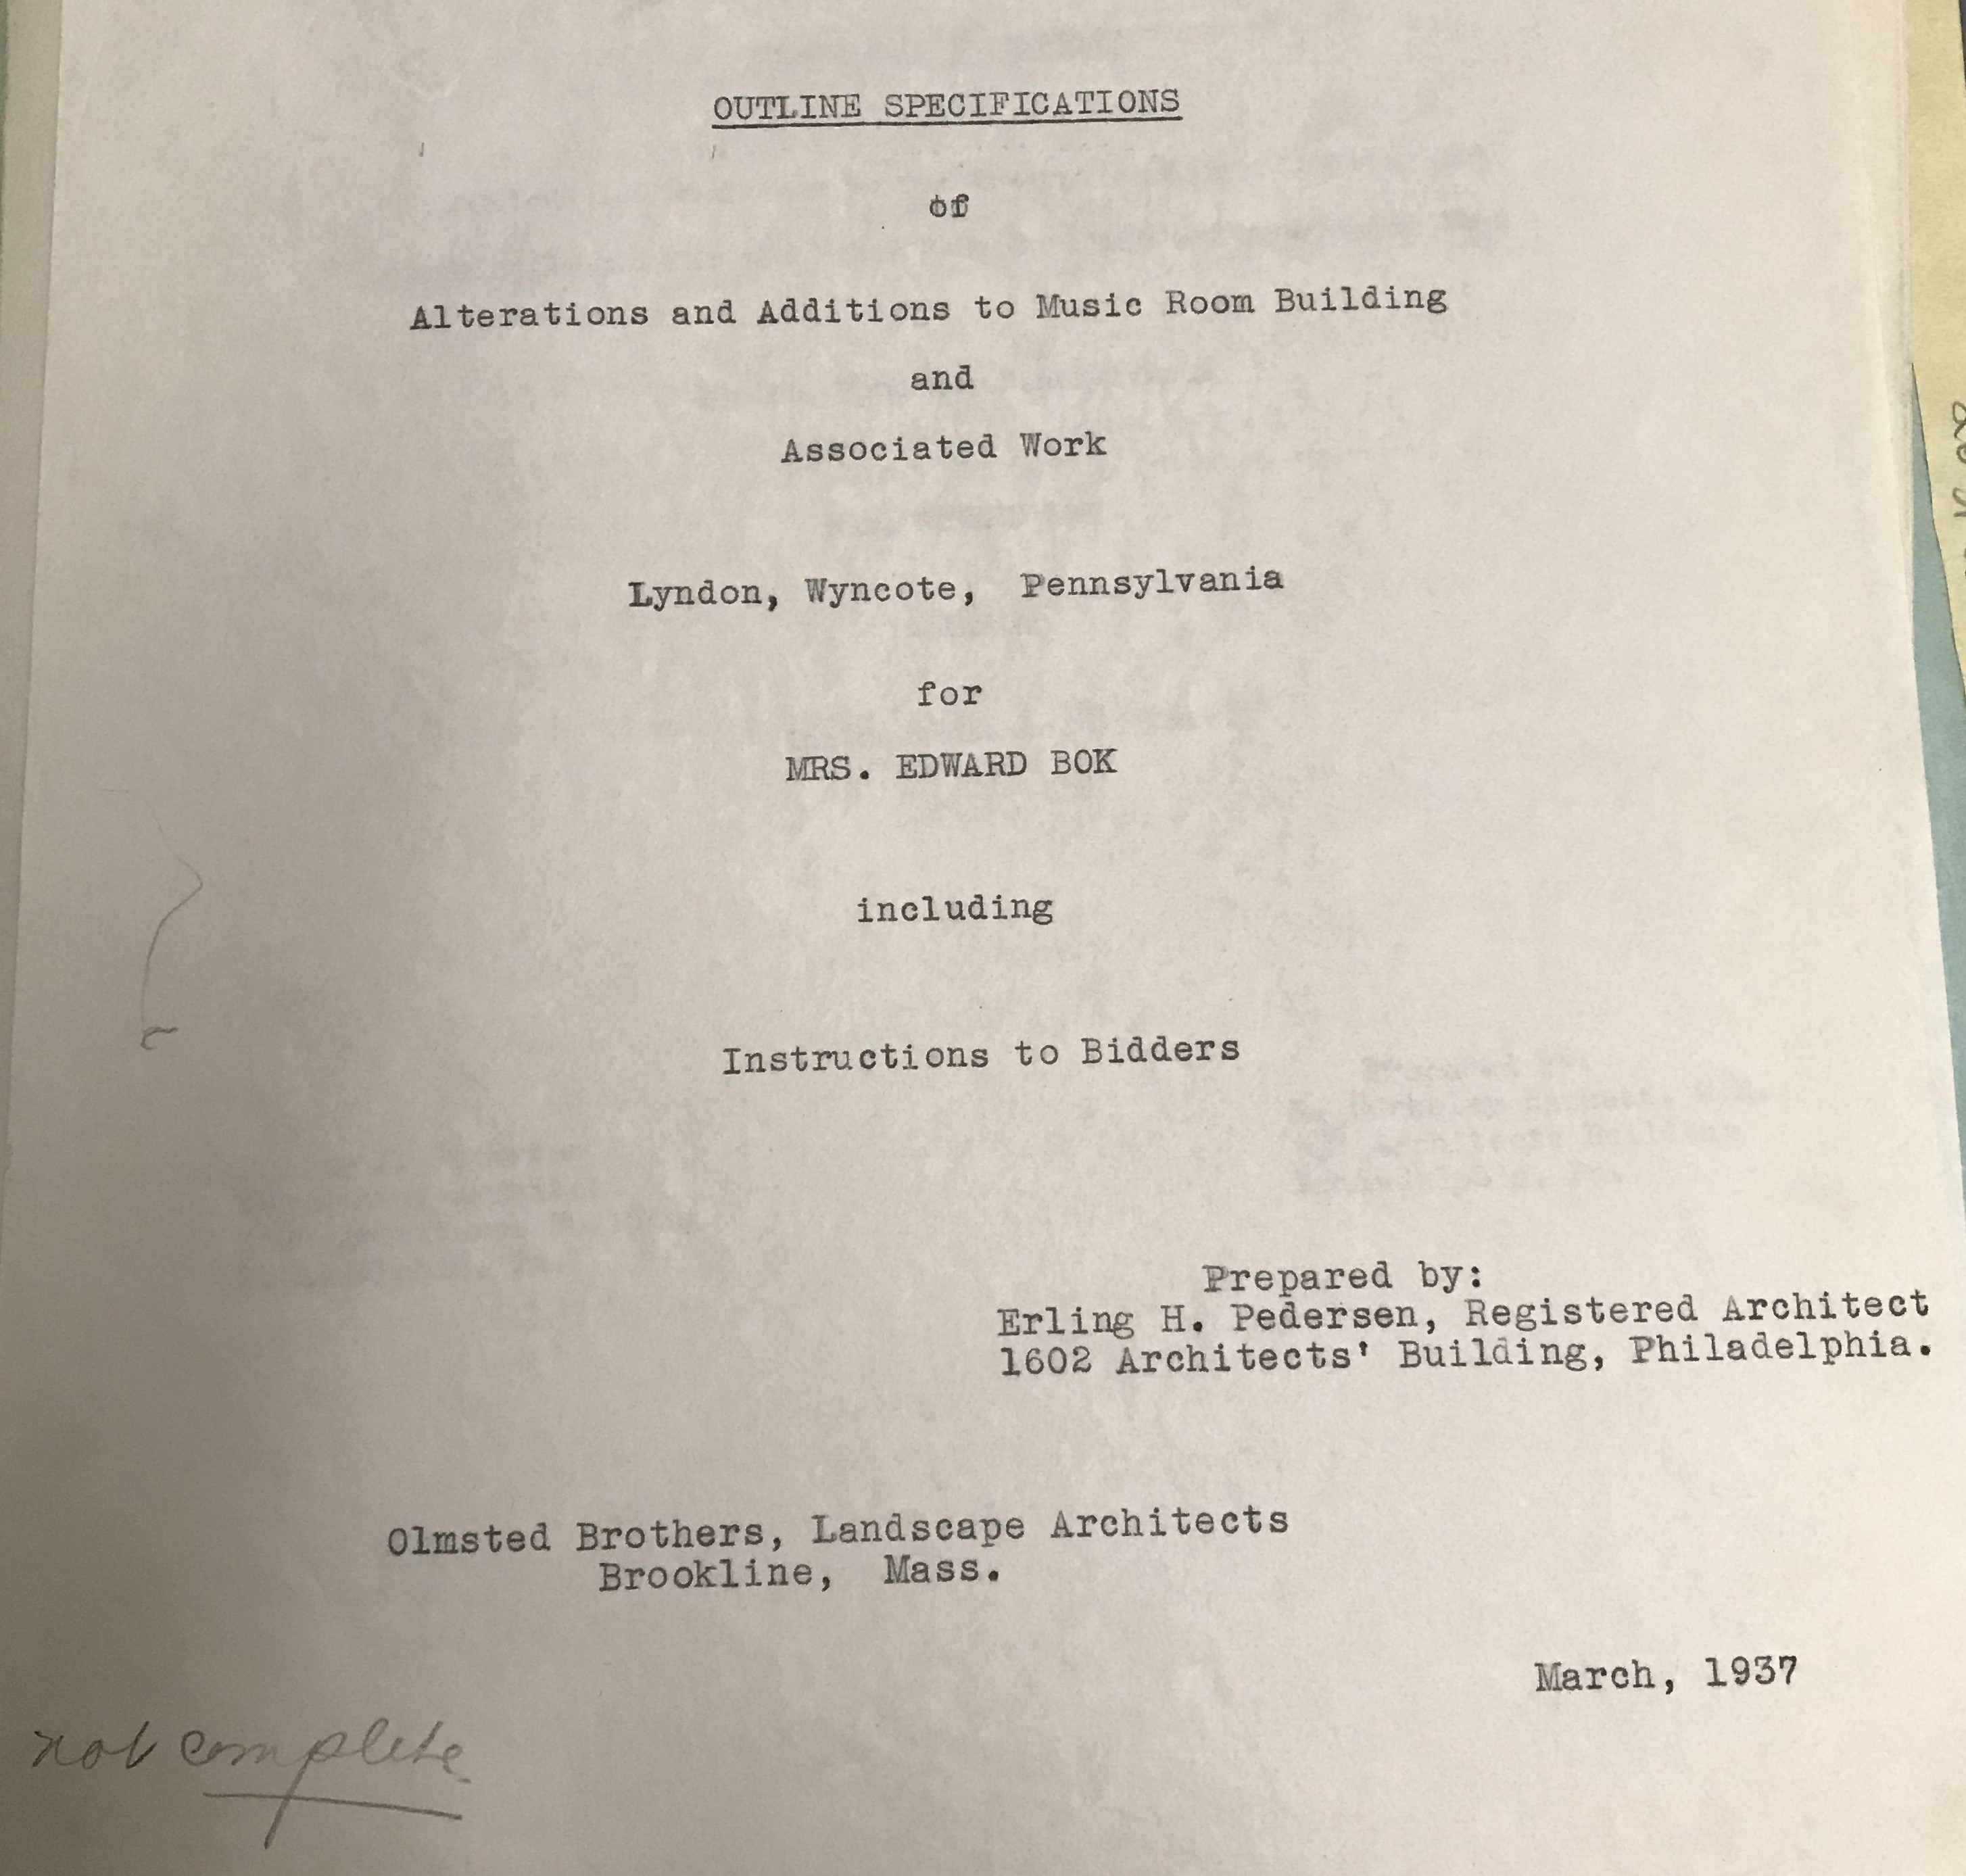 OUTLINE SPECIFICATIONS
of
Alterations and Additions to Music Room Building
and
Associated Work
Lyndon, Wyncote, Pennsylvania
for
MRS. EDWARD BOK
including
Instructions to Bidders
Prepared by:
Erling H. Pedersen, Registered Architect
1602 Architects' Building, Philadelphia.
Olmsted Brothers, Landscape Architects
Brookline, Mass.
March, 1937
not complete.